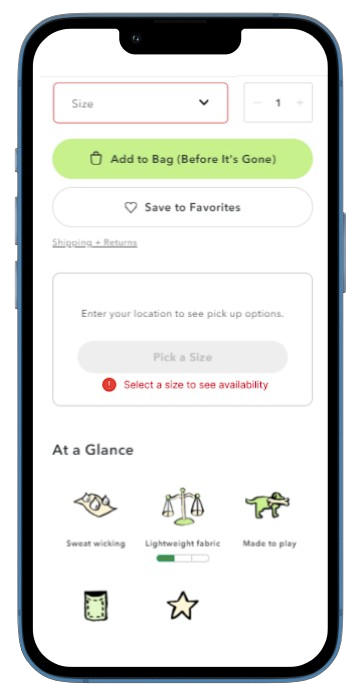 Size
1
Add to Bag (Before It's Gone)
Save to Favorites
Shipping + Returns
Enter your location to see pick up options.
Pick a Size
Select a size to see availability
At a Glance
Sweat wicking
Lightweight fabric
Made to play